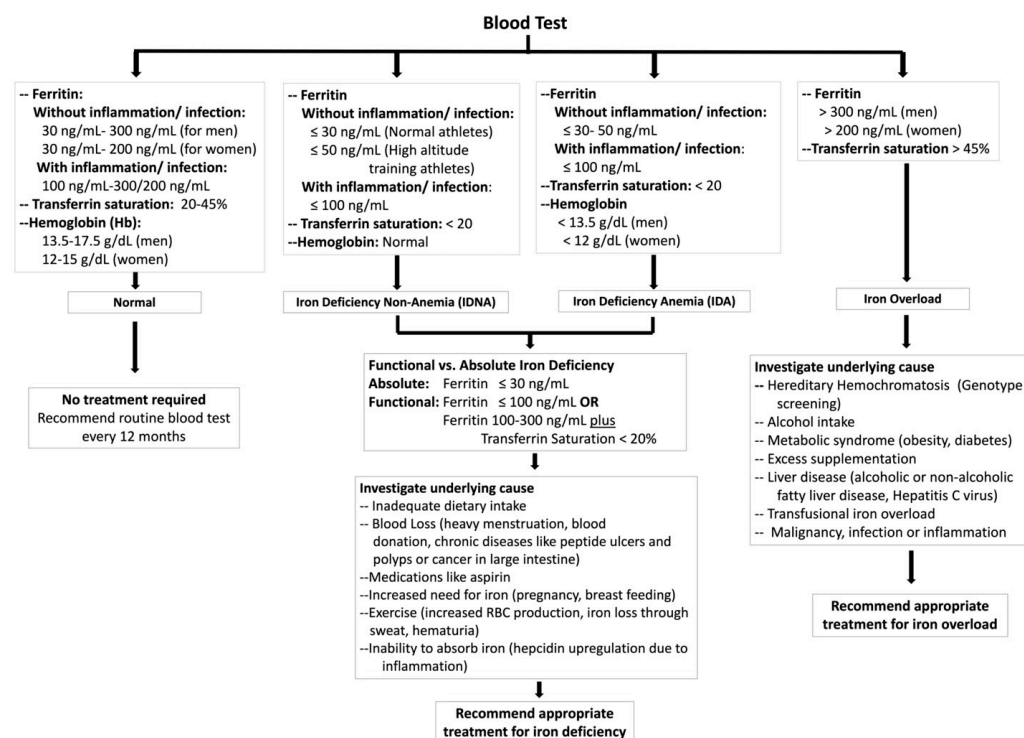 Blood Test
-- Ferritin:
Without inflammation/ infection:
30 ng/mL- 300 ng/mL (for men)
30 ng/mL- 200 ng/mL (for women)
With inflammation/ infection:
100 ng/mL-300/200 ng/mL
-- Transferrin saturation: 20-45%
--Hemoglobin (Hb):
13.5-17.5 g/dL (men)
12-15 g/dL (women)
Normal
No treatment required
Recommend routine blood test
every 12 months
-- Ferritin
Without inflammation/ infection:
≤ 30 ng/mL (Normal athletes)
≤ 50 ng/mL (High altitude
training athletes)
With inflammation/ infection:
≤ 100 ng/mL
-- Transferrin saturation: < 20
--Hemoglobin: Normal
Iron Deficiency Non-Anemia (IDNA)
--Ferritin
Without inflammation/ infection:
≤ 30- 50 ng/mL
With inflammation/ infection:
≤ 100 ng/mL
--Transferrin saturation: < 20
--Hemoglobin
< 13.5 g/dL (men)
< 12 g/dL (women)
Iron Deficiency Anemia (IDA)
Functional vs. Absolute Iron Deficiency
Absolute: Ferritin ≤ 30 ng/mL
Functional: Ferritin ≤ 100 ng/mL OR
Ferritin 100-300 ng/mL plus
Transferrin Saturation < 20%
Investigate underlying cause
-- Inadequate dietary intake
-- Blood Loss (heavy menstruation, blood
donation, chronic diseases like peptide ulcers and
polyps or cancer in large intestine)
--Medications like aspirin
--Increased need for iron (pregnancy, breast feeding)
--Exercise (increased RBC production, iron loss through
sweat, hematuria)
--Inability to absorb iron (hepcidin upregulation due to
inflammation)
Recommend appropriate
treatment for iron deficiency
-- Ferritin
> 300 ng/mL (men)
> 200 ng/mL (women)
--Transferrin saturation > 45%
Iron Overload
Investigate underlying cause
-- Hereditary Hemochromatosis (Genotype
screening)
-- Alcohol intake
-- Metabolic syndrome (obesity, diabetes)
-- Excess supplementation
-- Liver disease (alcoholic or non-alcoholic
fatty liver disease, Hepatitis C virus)
-- Transfusional iron overload
-- Malignancy, infection or inflammation
Recommend appropriate
treatment for iron overload